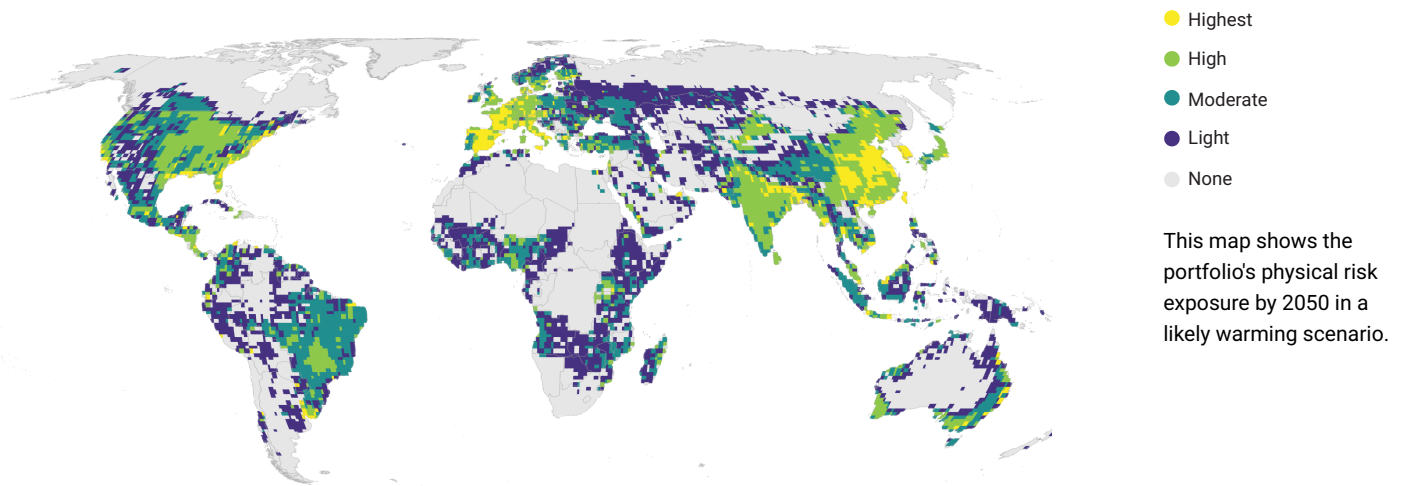 Highest
High
Moderate
Light
None
This map shows the
portfolio's physical risk
exposure by 2050 in a
likely warming scenario.